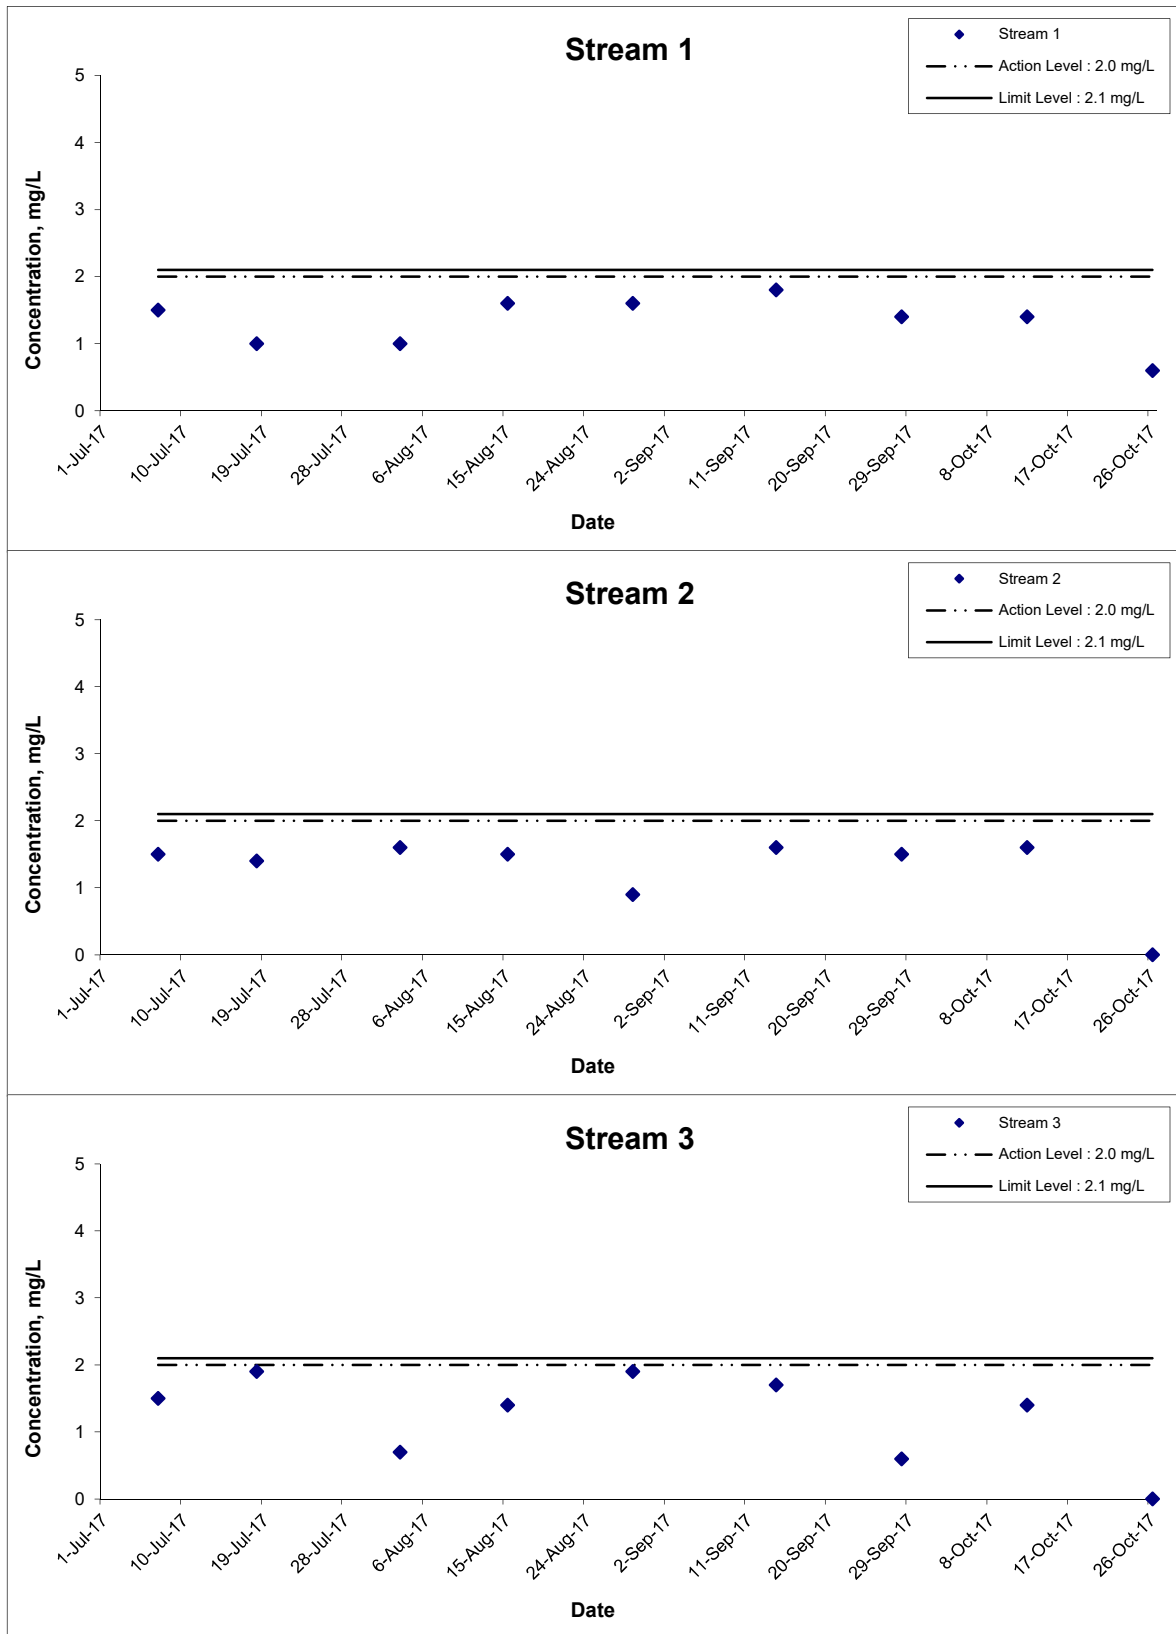 Stream 1
Stream 1
Action Level : 2.0 mg/L
Limit Level : 2.1 mg/L
Concentration, mg/L
5
4
3
2
1
0
1-Jul-17
10-Jul-17
19-Jul-17
28-Jul-17
6-Aug-17
15-Aug-17
24-Aug-17
2-Sep-17
11-Sep-17
20-Sep-17
29-Sep-17
8-Oct-17
17-Oct-17
26-Oct-17
Date
Stream 2
Stream 2
Action Level : 2.0 mg/L
Limit Level : 2.1 mg/L
Concentration, mg/L
5
4
3
2
1
0
1-Jul-17
10-Jul-17
19-Jul-17
28-Jul-17
6-Aug-17
15-Aug-17
24-Aug-17
2-Sep-17
11-Sep-17
20-Sep-17
29-Sep-17
8-Oct-17
17-Oct-17
26-Oct-17
Date
Stream 3
Stream 3
Action Level : 2.0 mg/L
Limit Level : 2.1 mg/L
Concentration, mg/L
5
4
3
2
1
0
1-Jul-17
10-Jul-17
19-Jul-17
28-Jul-17
6-Aug-17
15-Aug-17
24-Aug-17
2-Sep-17
11-Sep-17
20-Sep-17
29-Sep-17
8-Oct-17
17-Oct-17
26-Oct-17
Date